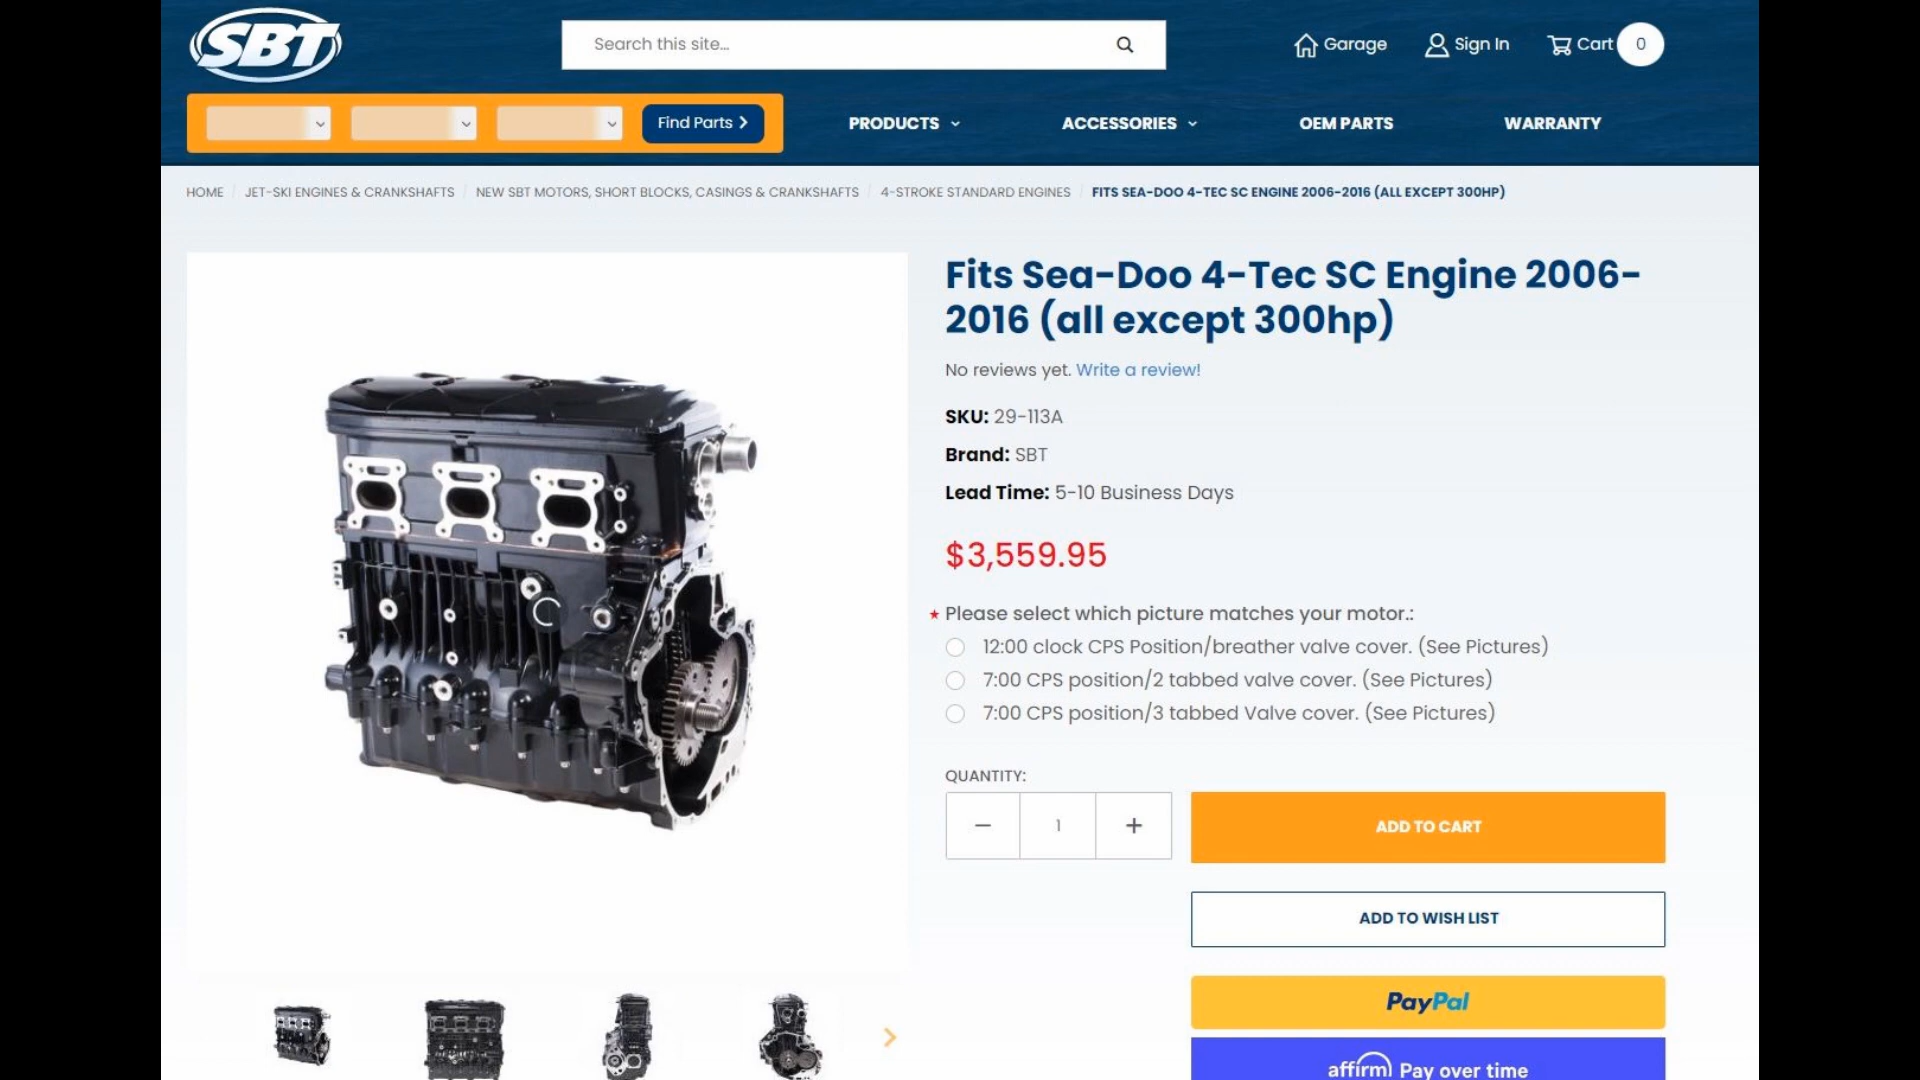 SBT
Search this site...
Garage
Sign In
Cart
0
Find Parts
PRODUCTS
ACCESSORIES
OEM PARTS
WARRANTY
HOME / JET-SKI ENGINES & CRANKSHAFTS / NEW SBT MOTORS, SHORT BLOCKS, CASINGS & CRANKSHAFTS / 4-STROKE STANDARD ENGINES / FITS SEA-DOO 4-TEC SC ENGINE 2006-2016 (ALL EXCEPT 300HP)
Fits Sea-Doo 4-Tec SC Engine 2006-
2016 (all except 300hp)
No reviews yet. Write a review!
SKU: 29-113A
Brand: SBT
Lead Time: 5-10 Business Days
$3,559.95
* Please select which picture matches your motor.:
12:00 clock CPS Position/breather valve cover. (See Pictures)
7:00 CPS position/2 tabbed valve cover. (See Pictures)
7:00 CPS position/3 tabbed Valve cover. (See Pictures)
QUANTITY:
1
ADD TO CART
ADD TO WISH LIST
PayPal
affirm Pay over time